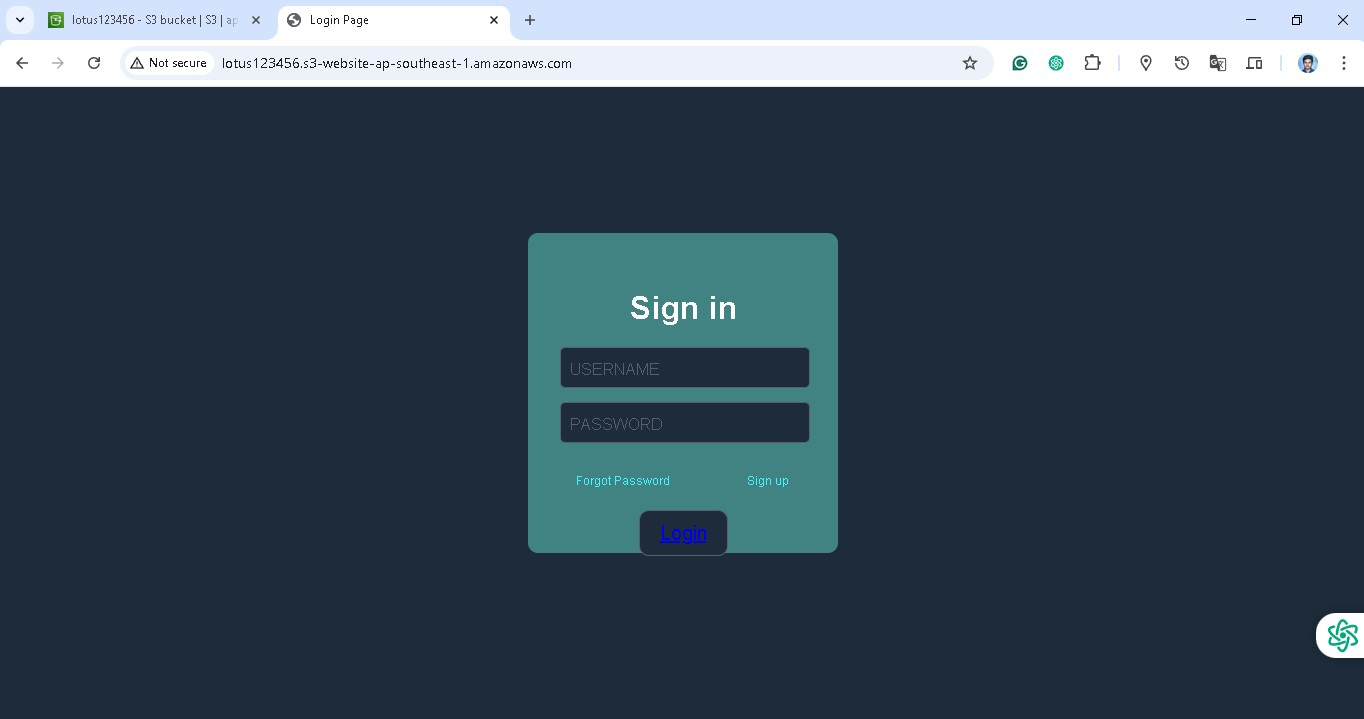 lotus123456 - S3 bucket | S3 | ap
Login Page
Not secure
lotus123456.s3-website-ap-southeast-1.amazonaws.com
Sign in
USERNAME
PASSWORD
Forgot Password
Sign up
Login